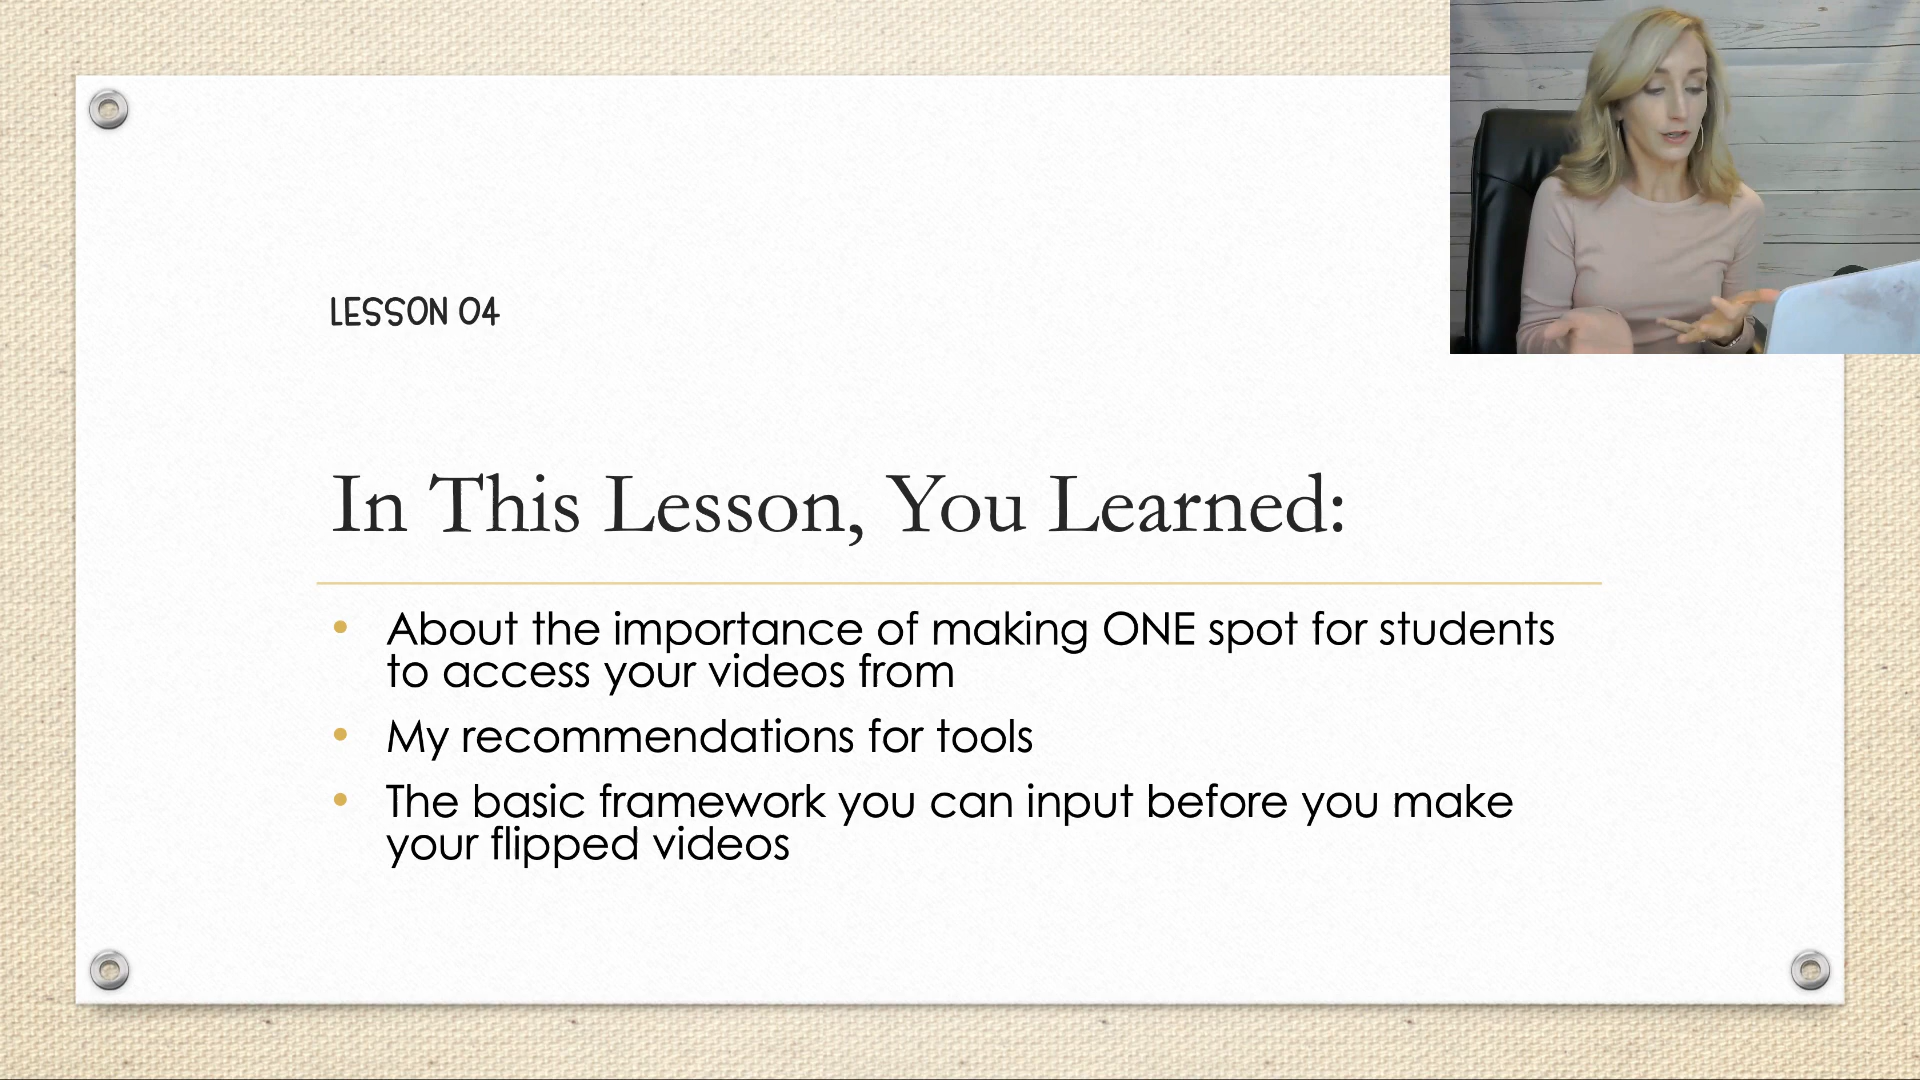 LESSON 04
In This Lesson, You Learned:
• About the importance of making ONE spot for students
to access your videos from
• My recommendations for tools
• The basic framework you can input before you make
your flipped videos